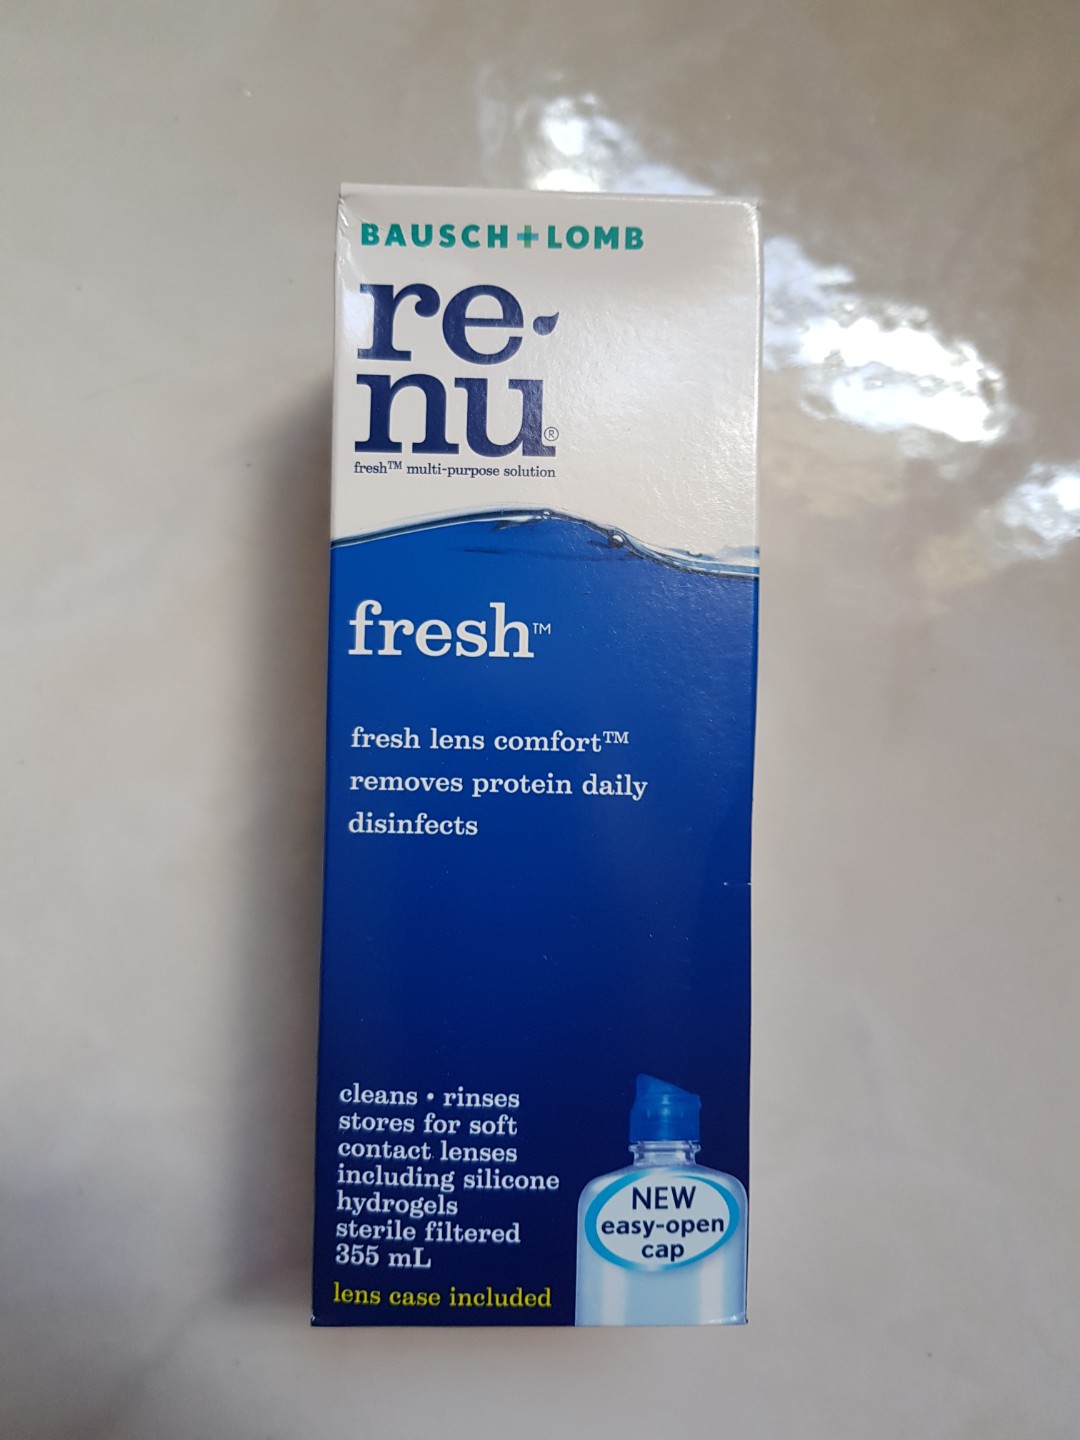 BAUSCH+LOMB
re
nu®
fresh™ multi-purpose solution
fresh™
fresh lens comfort™
removes protein daily
disinfects
cleans • rinses
stores for soft
contact lenses
including silicone
hydrogels
sterile filtered
355 mL
lens case included
NEW
easy-open
cap